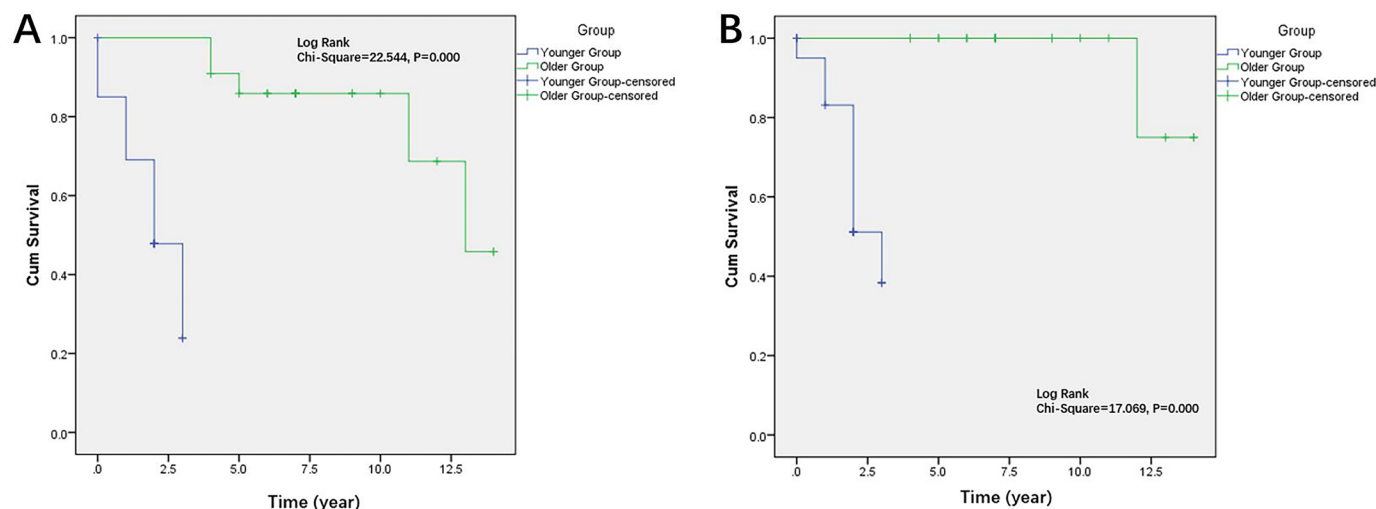 A
Log Rank
Chi-Square=22.544, P=0.000
Group
Younger Group
Older Group
Younger Group-censored
Older Group-censored
Cum Survival
1.0
0.8
0.6
0.4
0.2
0.0
.0 2.5 5.0 7.5 10.0 12.5
Time (year)
B
Group
Younger Group
Older Group
Younger Group-censored
Older Group-censored
Cum Survival
1.0
0.8
0.6
0.4
0.2
0.0
Log Rank
Chi-Square=17.069, P=0.000
.0 2.5 5.0 7.5 10.0 12.5
Time (year)